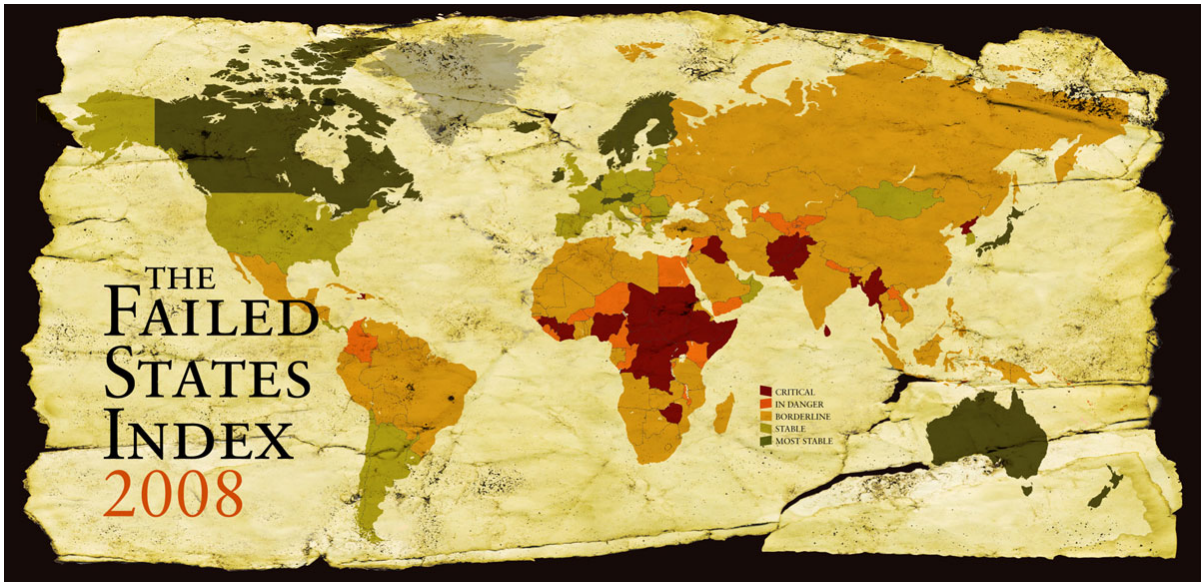 THE
FAILED
STATES
INDEX
2008
CRITICAL
IN DANGER
BORDERLINE
STABLE
MOST STABLE